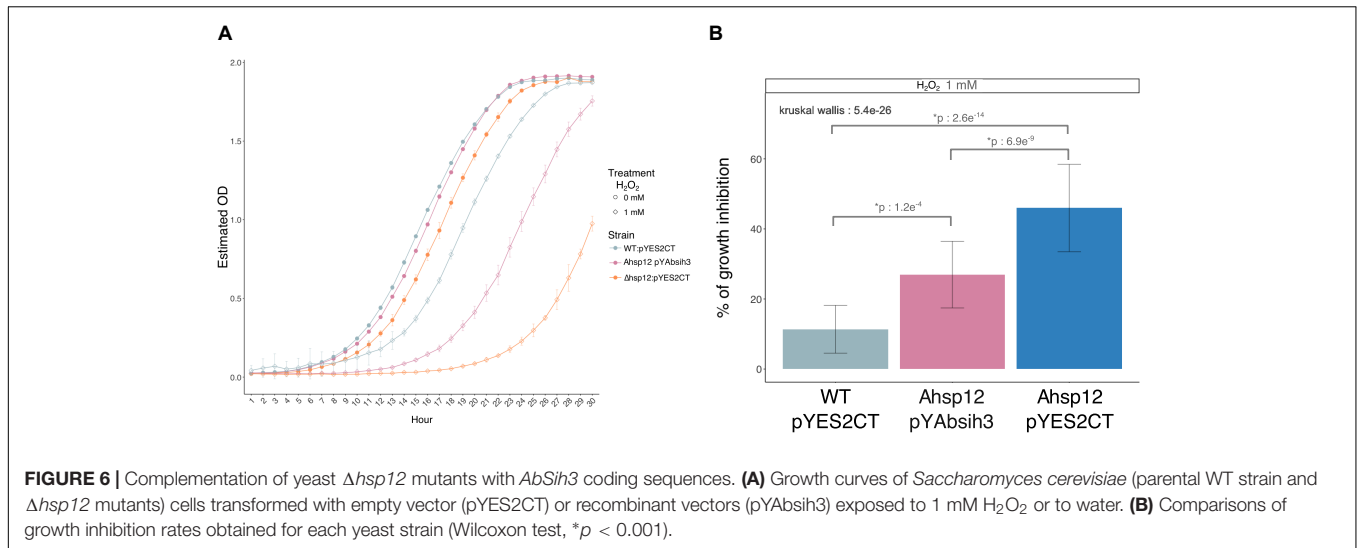 A
2.0
1.5
1.0
0.5
0.0
Estimated OD
1 2 3 4 5 6 7 8 9 10 11 12 13 14 15 16 17 18 19 20 21 22 23 24 25 26 27 28 29 30
Hour
Treatment
H₂O₂
0 mM
1 mM
Strain
WT:pYES2CT
Ahsp12 pYAbsih3
Δhsp12:pYES2CT
B
H₂O₂ 1 mM
kruskal wallis : 5.4e-26
*p : 2.6e⁻¹⁴
*p : 6.9e⁻⁹
*p : 1.2e⁻⁴
60
40
20
0
% of growth inhibition
WT Ahsp12 Ahsp12
pYES2CT pYAbsih3 pYES2CT
FIGURE 6 | Complementation of yeast Δhsp12 mutants with AbSih3 coding sequences. (A) Growth curves of Saccharomyces cerevisiae (parental WT strain and
Δhsp12 mutants) cells transformed with empty vector (pYES2CT) or recombinant vectors (pYAbsih3) exposed to 1 mM H₂O₂ or to water. (B) Comparisons of
growth inhibition rates obtained for each yeast strain (Wilcoxon test, *p < 0.001).